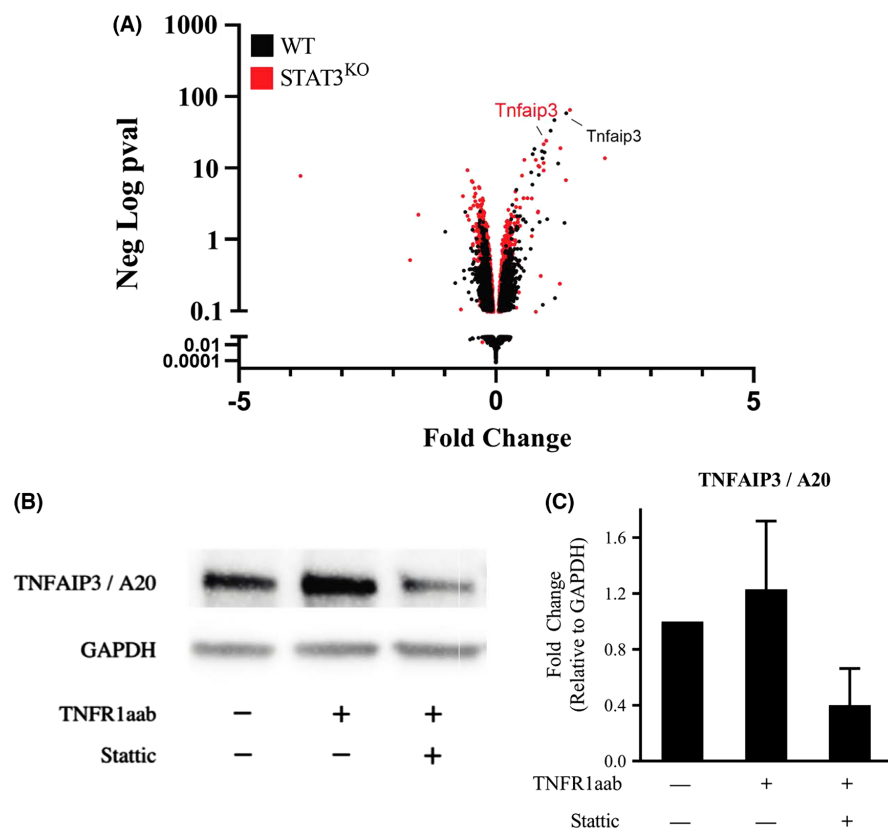 (A)
1000
100
10
1
0.1
0.01
0.0001
Neg Log pval
WT
STAT3KO
Tnfaip3
Tnfaip3
-5
0
5
Fold Change
(B)
TNFAIP3 / A20
GAPDH
TNFR1aab − + +
Stattic − − +
(C)
TNFAIP3 / A20
Fold Change
(Relative to GAPDH)
1.6
1.2
0.8
0.4
0.0
TNFR1aab — + +
Stattic — — +